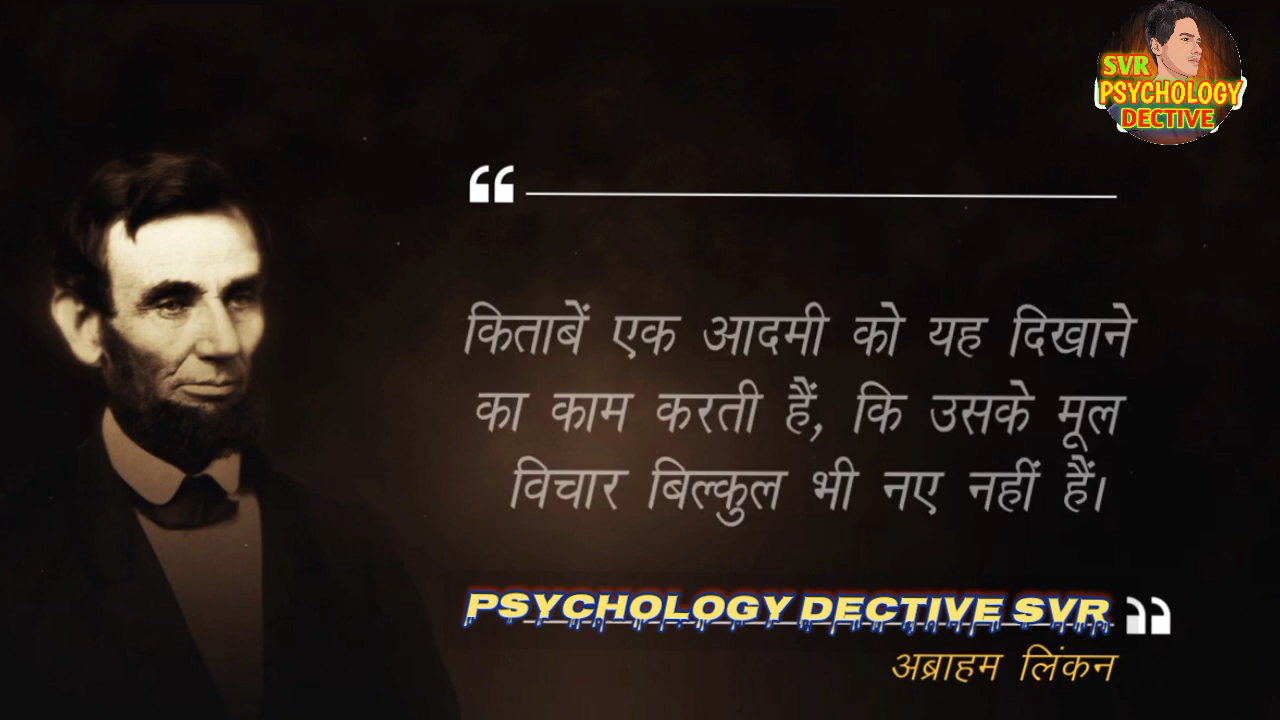 SVR
PSYCHOLOGY
DECTIVE
“
किताबें एक आदमी को यह दिखाने
का काम करती हैं, कि उसके मूल
विचार बिल्कुल भी नए नहीं हैं।
PSYCHOLOGY DECTIVE SVR ”
अब्राहम लिंकन